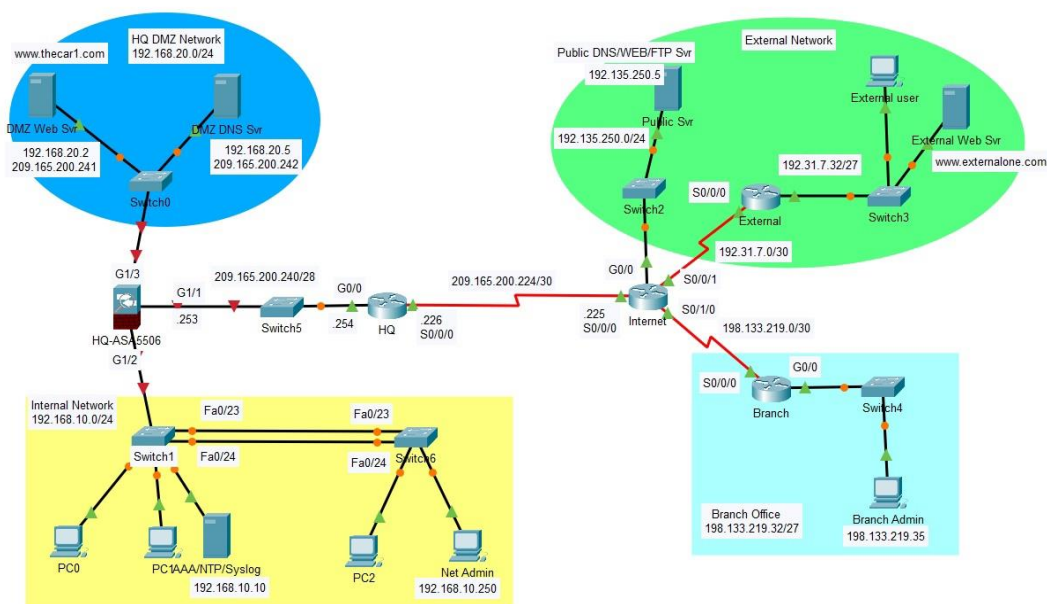 HQ DMZ Network
192.168.20.0/24
www.thecar1.com
DMZ Web Svr
DMZ DNS Svr
192.168.20.2
209.165.200.241
192.168.20.5
209.165.200.242
Switch0
G1/3
G1/1
.253
HQ-ASA5506
G1/2
209.165.200.240/28
Switch5
G0/0
.254
HQ
.226
S0/0/0
209.165.200.224/30
.225
S0/0/0
Internet
G0/0
S0/0/1
S0/1/0
Public DNS/WEB/FTP Svr
192.135.250.5
Public Svr
192.135.250.0/24
Switch2
External Network
External user
External Web Svr
www.externalone.com
192.31.7.32/27
S0/0/0
External
Switch3
192.31.7.0/30
198.133.219.0/30
S0/0/0
G0/0
Branch
Switch4
Branch Office
198.133.219.32/27
Branch Admin
198.133.219.35
Internal Network
192.168.10.0/24
Fa0/23
Fa0/23
Switch1
Fa0/24
Fa0/24
Switch6
PC0
PC1
AAA/NTP/Syslog
192.168.10.10
PC2
Net Admin
192.168.10.250